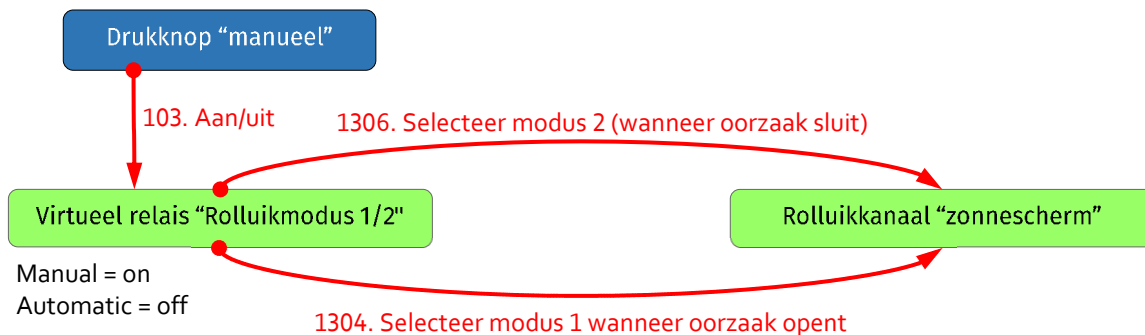 Drukknop “manueel”
103. Aan/uit
1306. Selecteer modus 2 (wanneer oorzaak sluit)
Virtueel relais “Rolluikmodus 1/2"
Rolluikkanaal “zonnescherm”
Manual = on
Automatic = off
1304. Selecteer modus 1 wanneer oorzaak opent